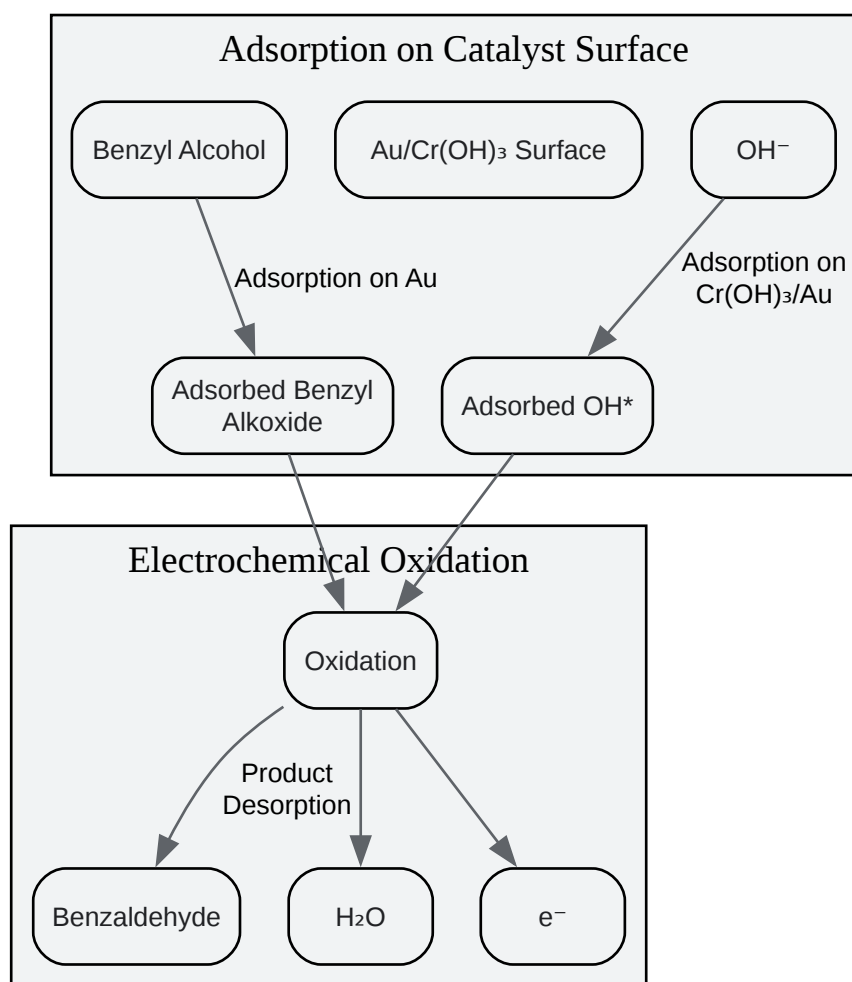 Adsorption on Catalyst Surface
Benzyl Alcohol
Au/Cr(OH)₃ Surface
OH⁻
Adsorption on Au
Adsorption on
Cr(OH)₃/Au
Adsorbed Benzyl
Alkoxide
Adsorbed OH*
Electrochemical Oxidation
Oxidation
Product
Desorption
Benzaldehyde
H₂O
e⁻